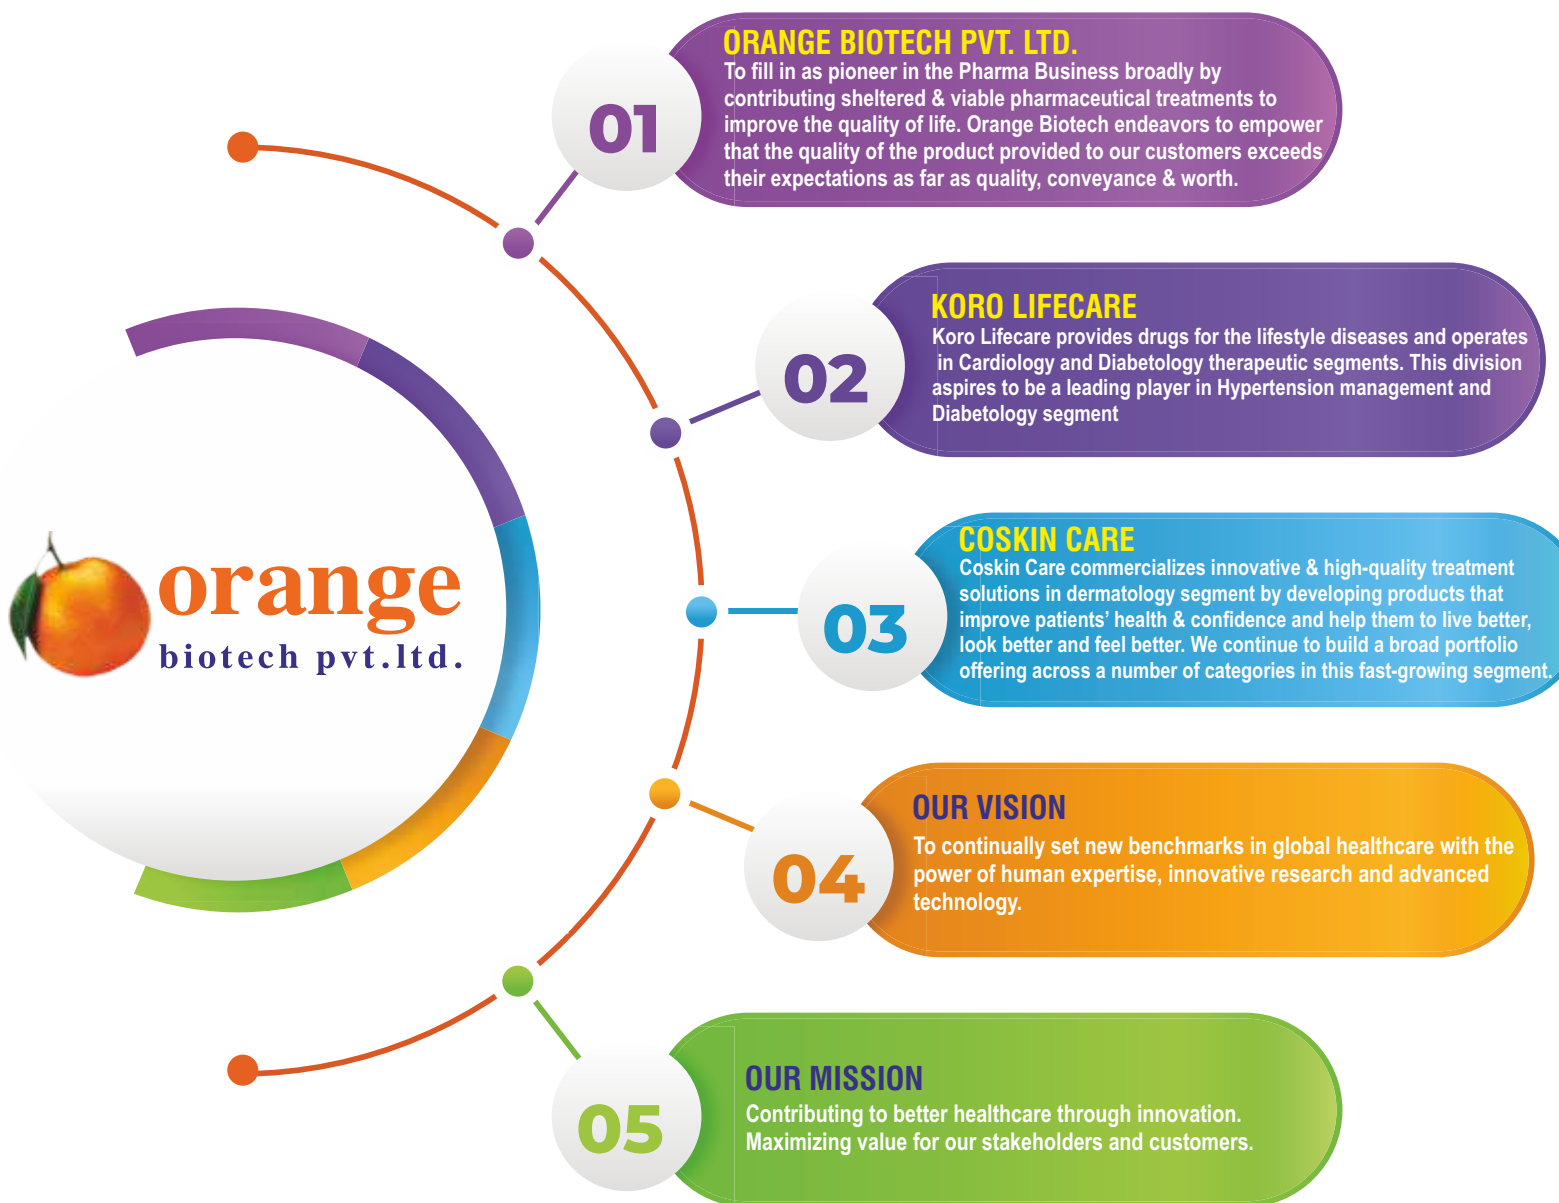 01
ORANGE BIOTECH PVT. LTD.
To fill in as pioneer in the Pharma Business broadly by
contributing sheltered & viable pharmaceutical treatments to
improve the quality of life. Orange Biotech endeavors to empower
that the quality of the product provided to our customers exceeds
their expectations as far as quality, conveyance & worth.
02
KORO LIFECARE
Koro Lifecare provides drugs for the lifestyle diseases and operates
in Cardiology and Diabetology therapeutic segments. This division
aspires to be a leading player in Hypertension management and
Diabetology segment
orange
biotech pvt.ltd.
03
COSKIN CARE
Coskin Care commercializes innovative & high-quality treatment
solutions in dermatology segment by developing products that
improve patients’ health & confidence and help them to live better,
look better and feel better. We continue to build a broad portfolio
offering across a number of categories in this fast-growing segment.
04
OUR VISION
To continually set new benchmarks in global healthcare with the
power of human expertise, innovative research and advanced
technology.
05
OUR MISSION
Contributing to better healthcare through innovation.
Maximizing value for our stakeholders and customers.